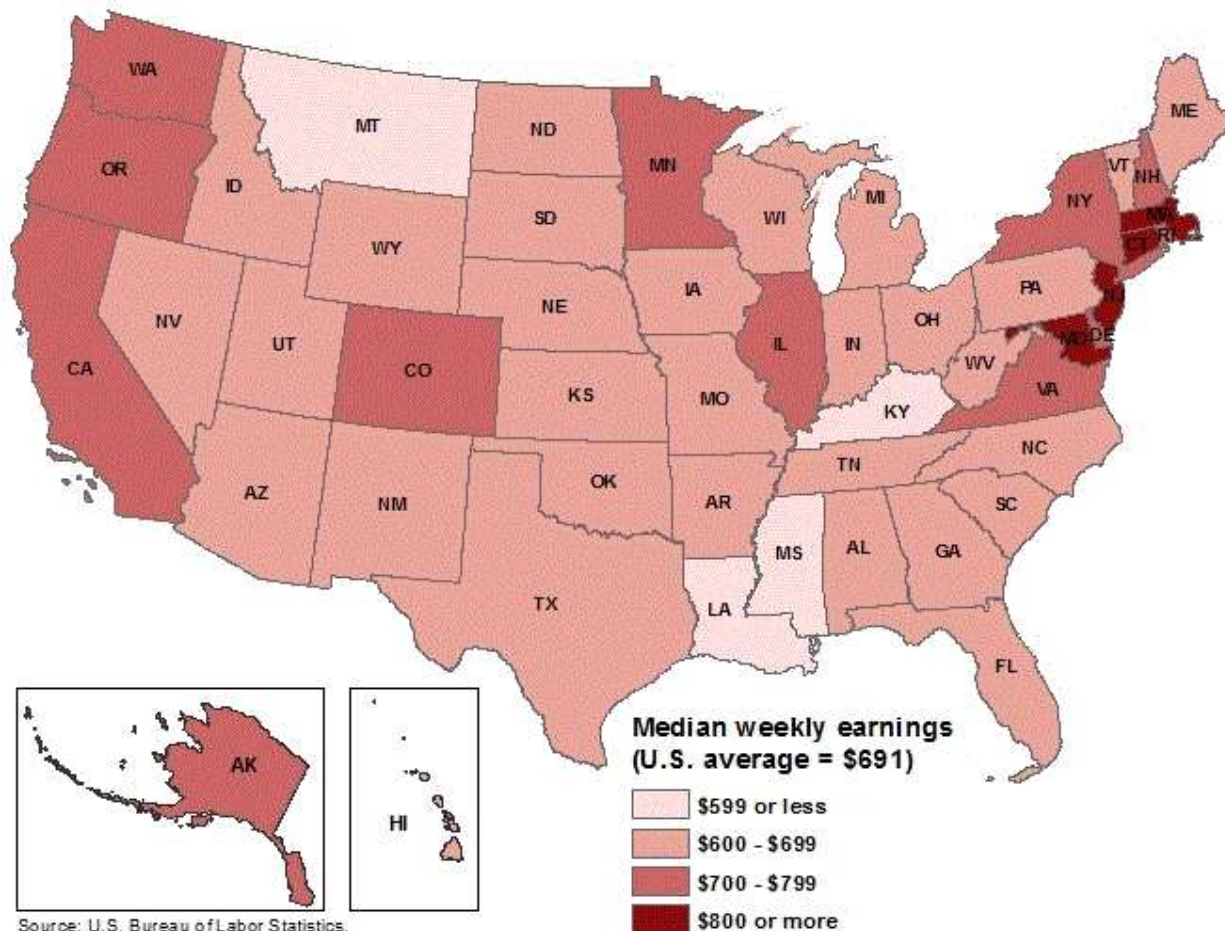 WA
MT
ND
MN
ME
VT
NH
OR
ID
SD
WI
MI
NY
MA
RI
CT
WY
IA
PA
NJ
NE
OH
NV
UT
IL
IN
MD
DE
CA
CO
WV
VA
KS
MO
KY
NC
TN
OK
AZ
NM
AR
SC
MS
AL
GA
TX
LA
FL
AK
HI
Median weekly earnings
(U.S. average = $691)
$599 or less
$600 - $699
$700 - $799
$800 or more
Source: U.S. Bureau of Labor Statistics.